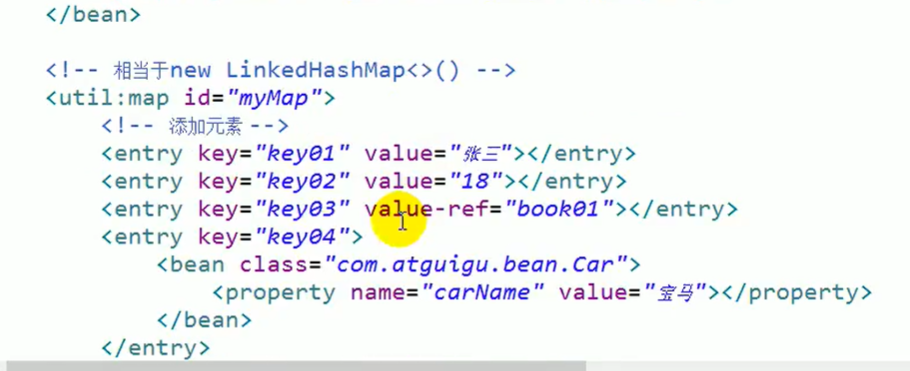 </bean>
<!-- 相当于new LinkedHashMap<>() -->
<util:map id="myMap">
<!-- 添加元素 -->
<entry key="key01" value="张三"></entry>
<entry key="key02" value="18"></entry>
<entry key="key03" value-ref="book01"></entry>
<entry key="key04">
<bean class="com.atguigu.bean.Car">
<property name="carName" value="宝马"></property>
</bean>
</entry>